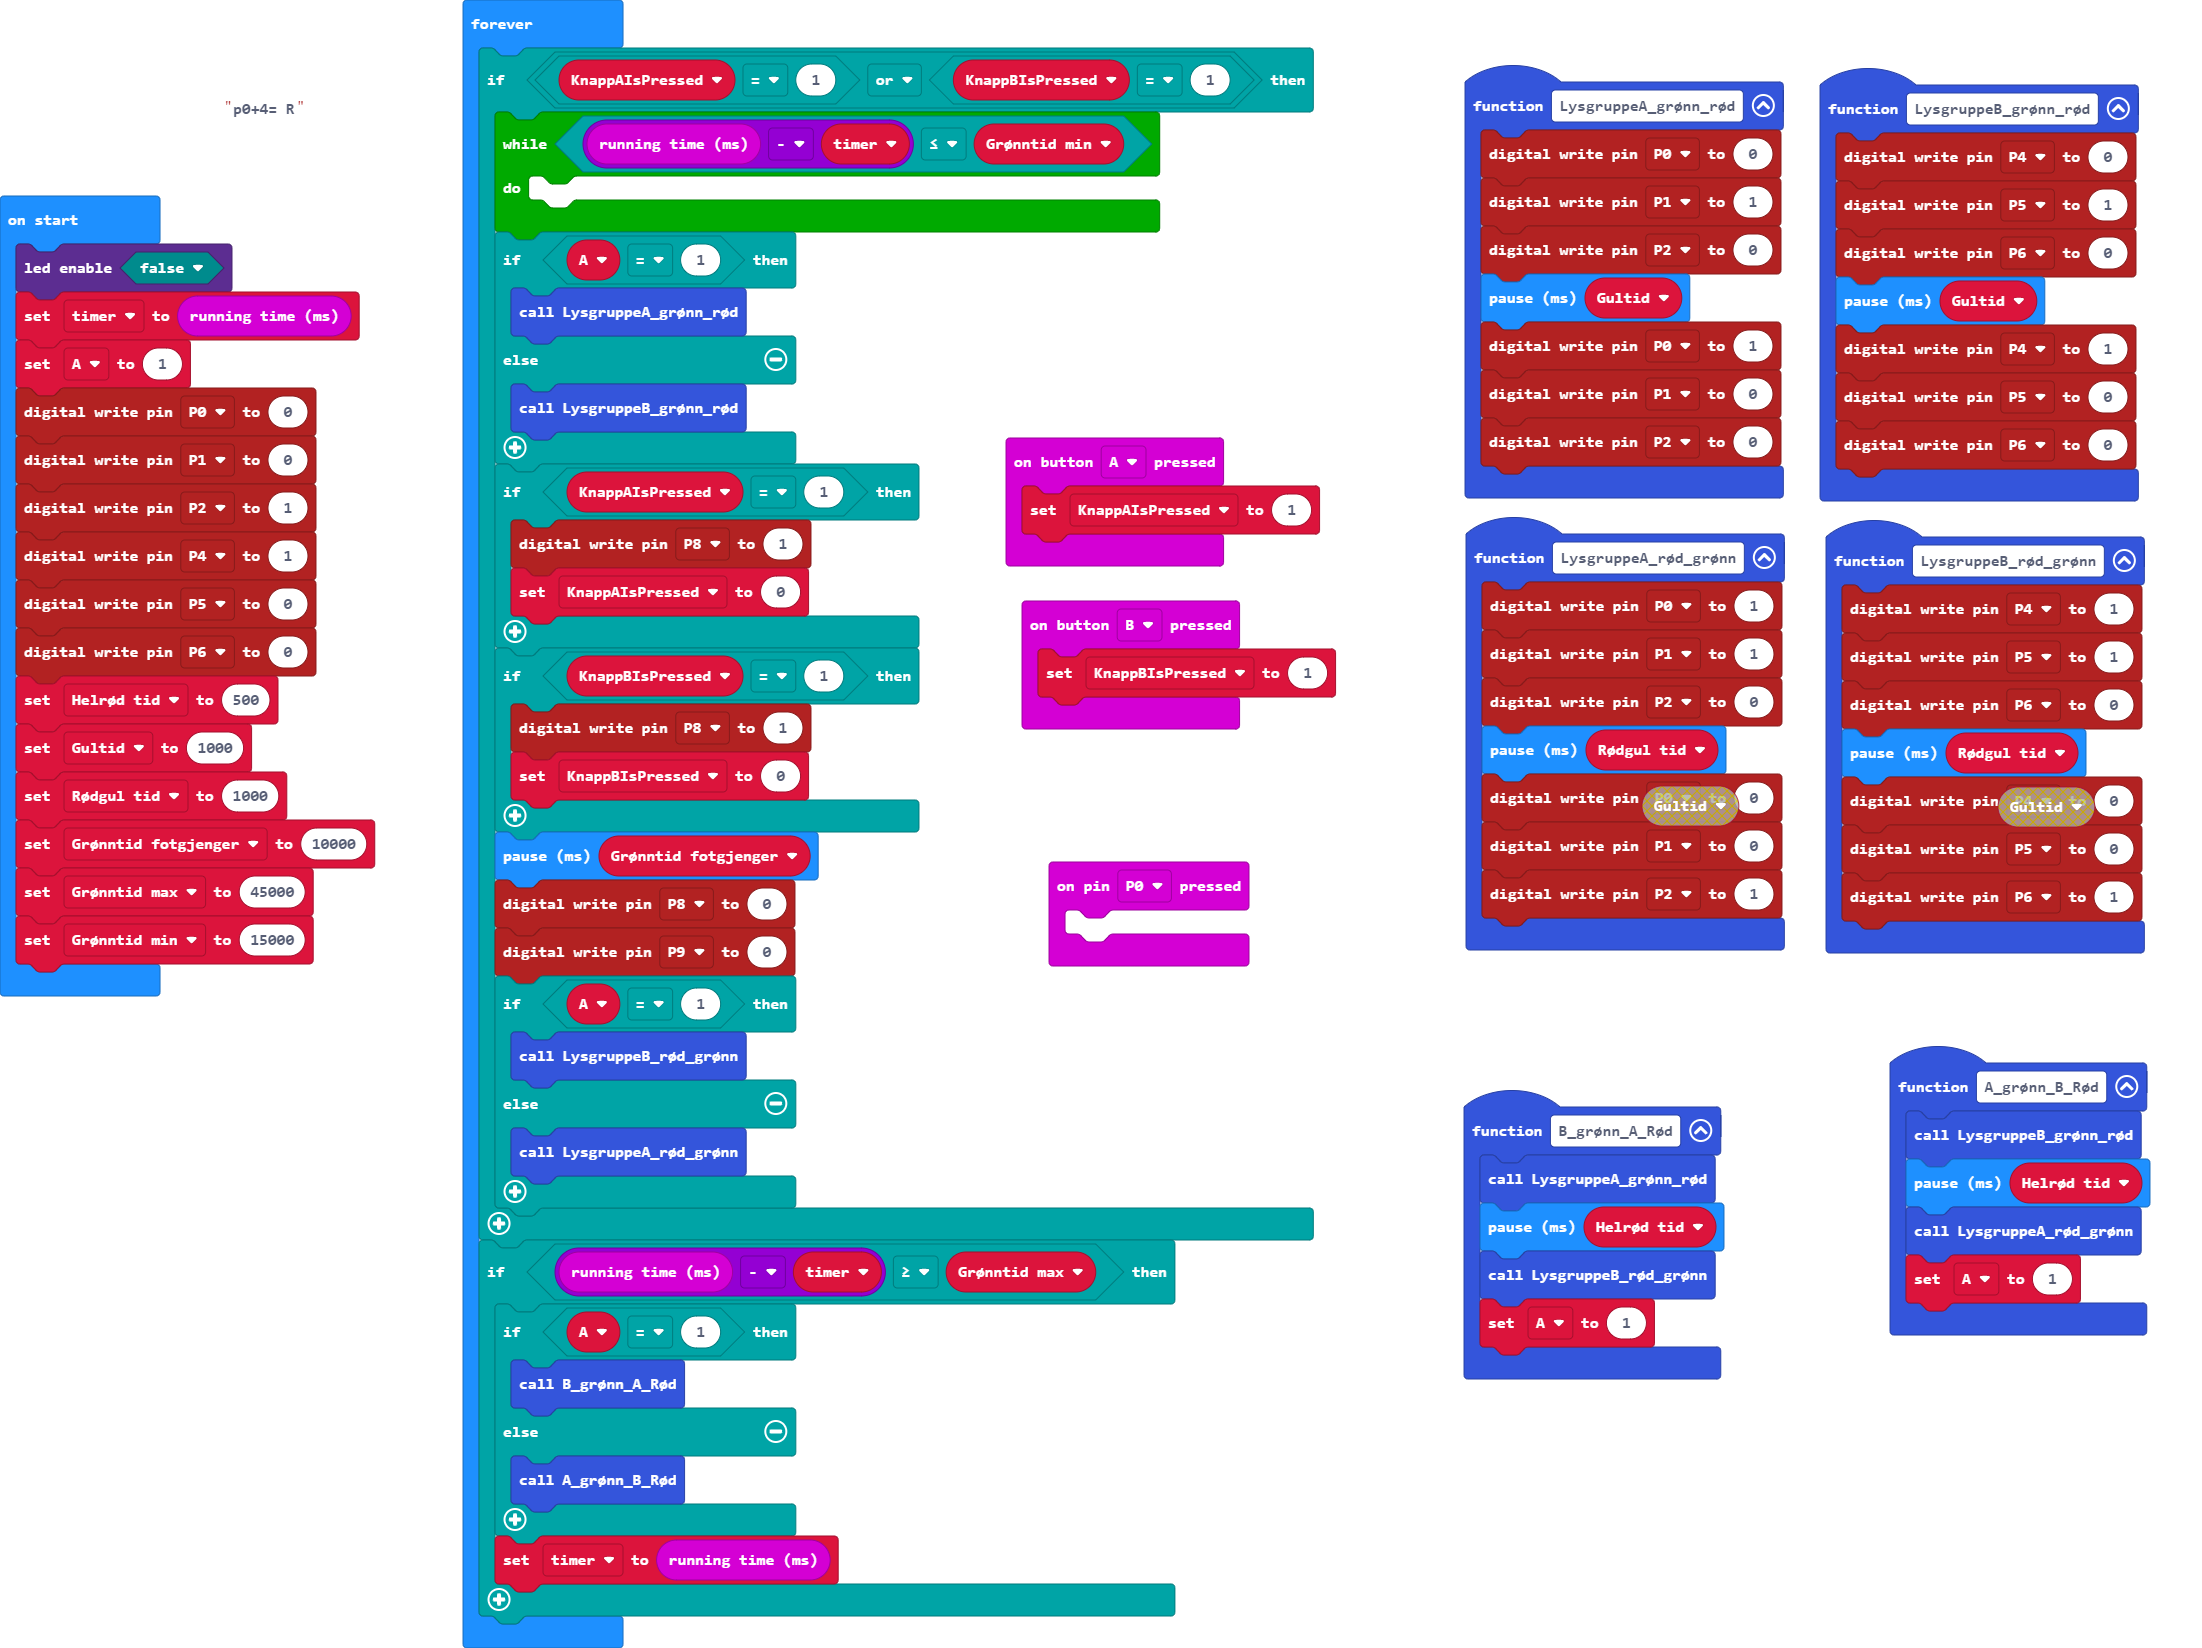 "p0+4= R"
on start
led enable false
set timer to running time (ms)
set A to 1
digital write pin P0 to 0
digital write pin P1 to 0
digital write pin P2 to 1
digital write pin P4 to 1
digital write pin P5 to 0
digital write pin P6 to 0
set Helrød tid to 500
set Gultid to 1000
set Rødgul tid to 1000
set Grønntid fotgjenger to 10000
set Grønntid max to 45000
set Grønntid min to 15000
forever
if KnappAIsPressed = 1 or KnappBIsPressed = 1 then
while running time (ms) - timer ≤ Grønntid min
do
if A = 1 then
call LysgruppeA_grønn_rød
else
call LysgruppeB_grønn_rød
if KnappAIsPressed = 1 then
digital write pin P8 to 1
set KnappAIsPressed to 0
if KnappBIsPressed = 1 then
digital write pin P8 to 1
set KnappBIsPressed to 0
pause (ms) Grønntid fotgjenger
digital write pin P8 to 0
digital write pin P9 to 0
if A = 1 then
call LysgruppeB_rød_grønn
else
call LysgruppeA_rød_grønn
if running time (ms) - timer ≥ Grønntid max then
if A = 1 then
call B_grønn_A_Rød
else
call A_grønn_B_Rød
set timer to running time (ms)
on button A pressed
set KnappAIsPressed to 1
on button B pressed
set KnappBIsPressed to 1
on pin P0 pressed
function LysgruppeA_grønn_rød
digital write pin P0 to 0
digital write pin P1 to 1
digital write pin P2 to 0
pause (ms) Gultid
digital write pin P0 to 1
digital write pin P1 to 0
digital write pin P2 to 0
function LysgruppeB_grønn_rød
digital write pin P4 to 0
digital write pin P5 to 1
digital write pin P6 to 0
pause (ms) Gultid
digital write pin P4 to 1
digital write pin P5 to 0
digital write pin P6 to 0
function LysgruppeA_rød_grønn
digital write pin P0 to 1
digital write pin P1 to 1
digital write pin P2 to 0
pause (ms) Rødgul tid
digital write pin Gultid 0
digital write pin P1 to 0
digital write pin P2 to 1
function LysgruppeB_rød_grønn
digital write pin P4 to 1
digital write pin P5 to 1
digital write pin P6 to 0
pause (ms) Rødgul tid
digital write pin Gultid 0
digital write pin P5 to 0
digital write pin P6 to 1
function B_grønn_A_Rød
call LysgruppeA_grønn_rød
pause (ms) Helrød tid
call LysgruppeB_rød_grønn
set A to 1
function A_grønn_B_Rød
call LysgruppeB_grønn_rød
pause (ms) Helrød tid
call LysgruppeA_rød_grønn
set A to 1